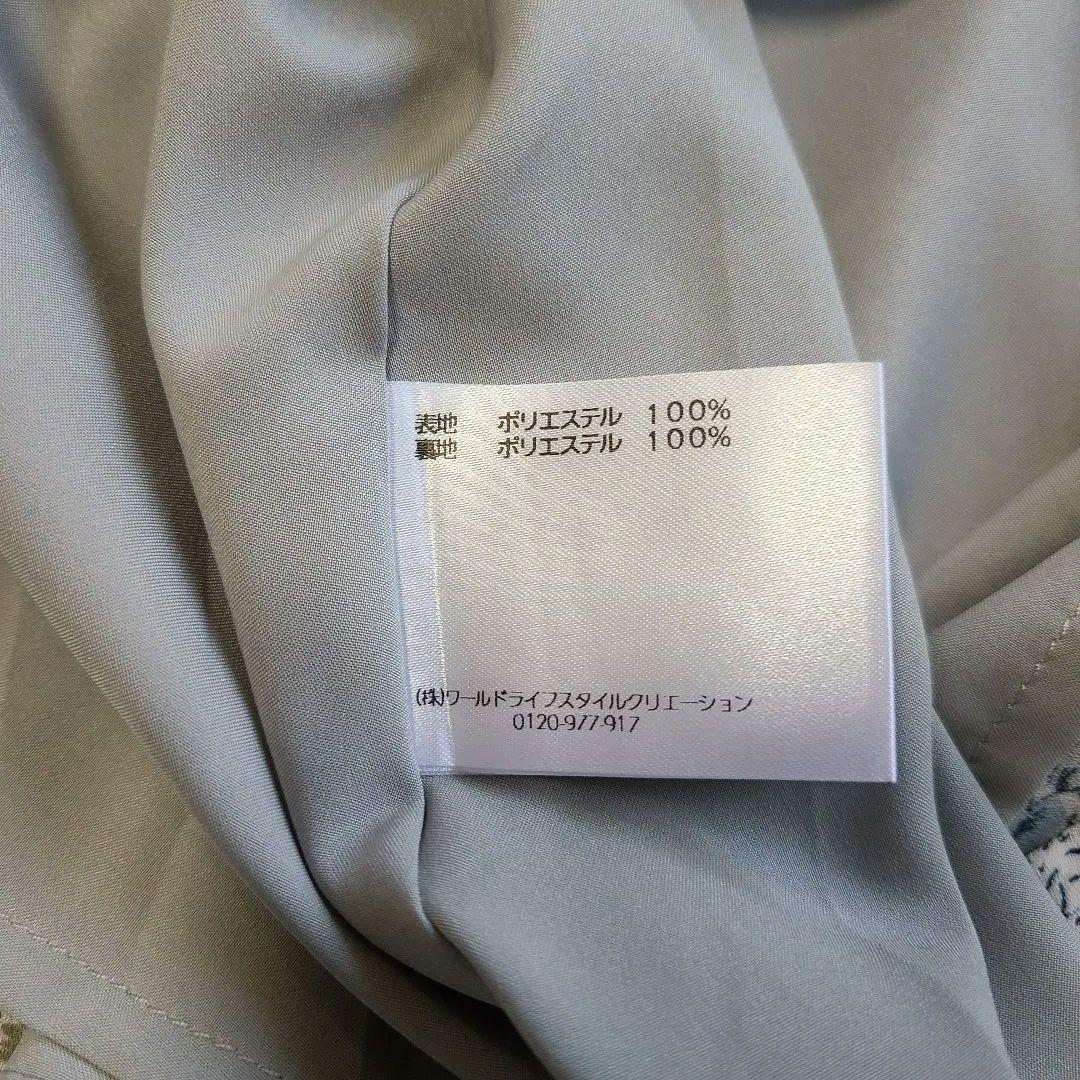 表地 ポリエステル 100%
裏地 ポリエステル 100%
(株)ワールドライフスタイルクリエーション
0120-977-917